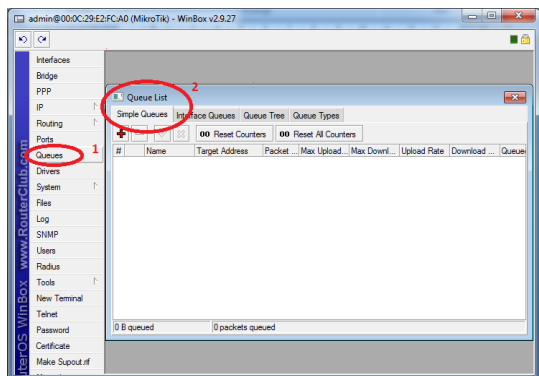 admin@00:0C:29:E2:FC:A0 (MikroTik) - WinBox v2.9.27
Interfaces
Bridge
PPP
IP
Routing
Ports
Queues
Drivers
System
Files
Log
SNMP
Users
Radius
Tools
New Terminal
Telnet
Password
Certificate
Make Supout.rif
1
2
Queue List
Simple Queues Interface Queues Queue Tree Queue Types
00 Reset Counters 00 Reset All Counters
# Name Target Address Packet ... Max Upload... Max Downl... Upload Rate Download ... Queue
0 B queued 0 packets queued
uterOS WinBox www.RouterClub.com